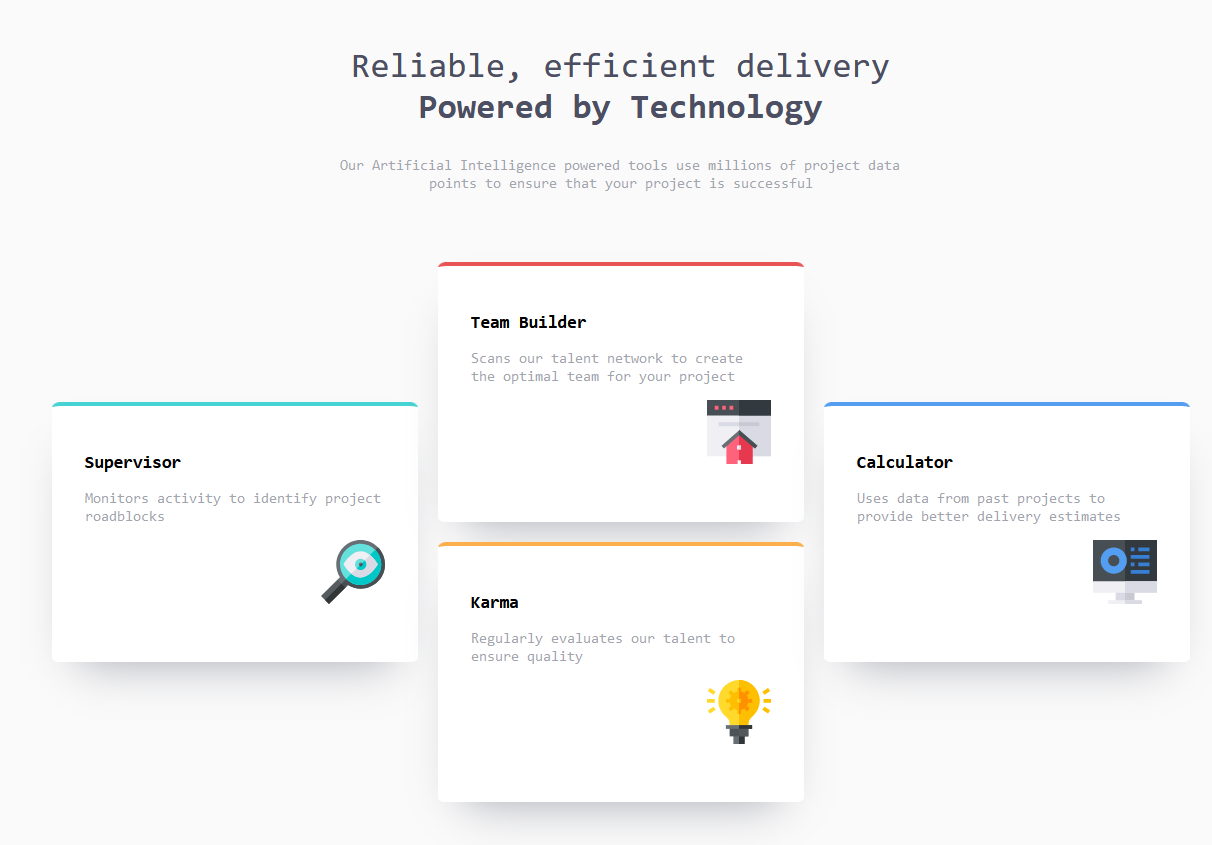 Reliable, efficient delivery
Powered by Technology
Our Artificial Intelligence powered tools use millions of project data
points to ensure that your project is successful
Supervisor
Monitors activity to identify project
roadblocks
Team Builder
Scans our talent network to create
the optimal team for your project
Karma
Regularly evaluates our talent to
ensure quality
Calculator
Uses data from past projects to
provide better delivery estimates